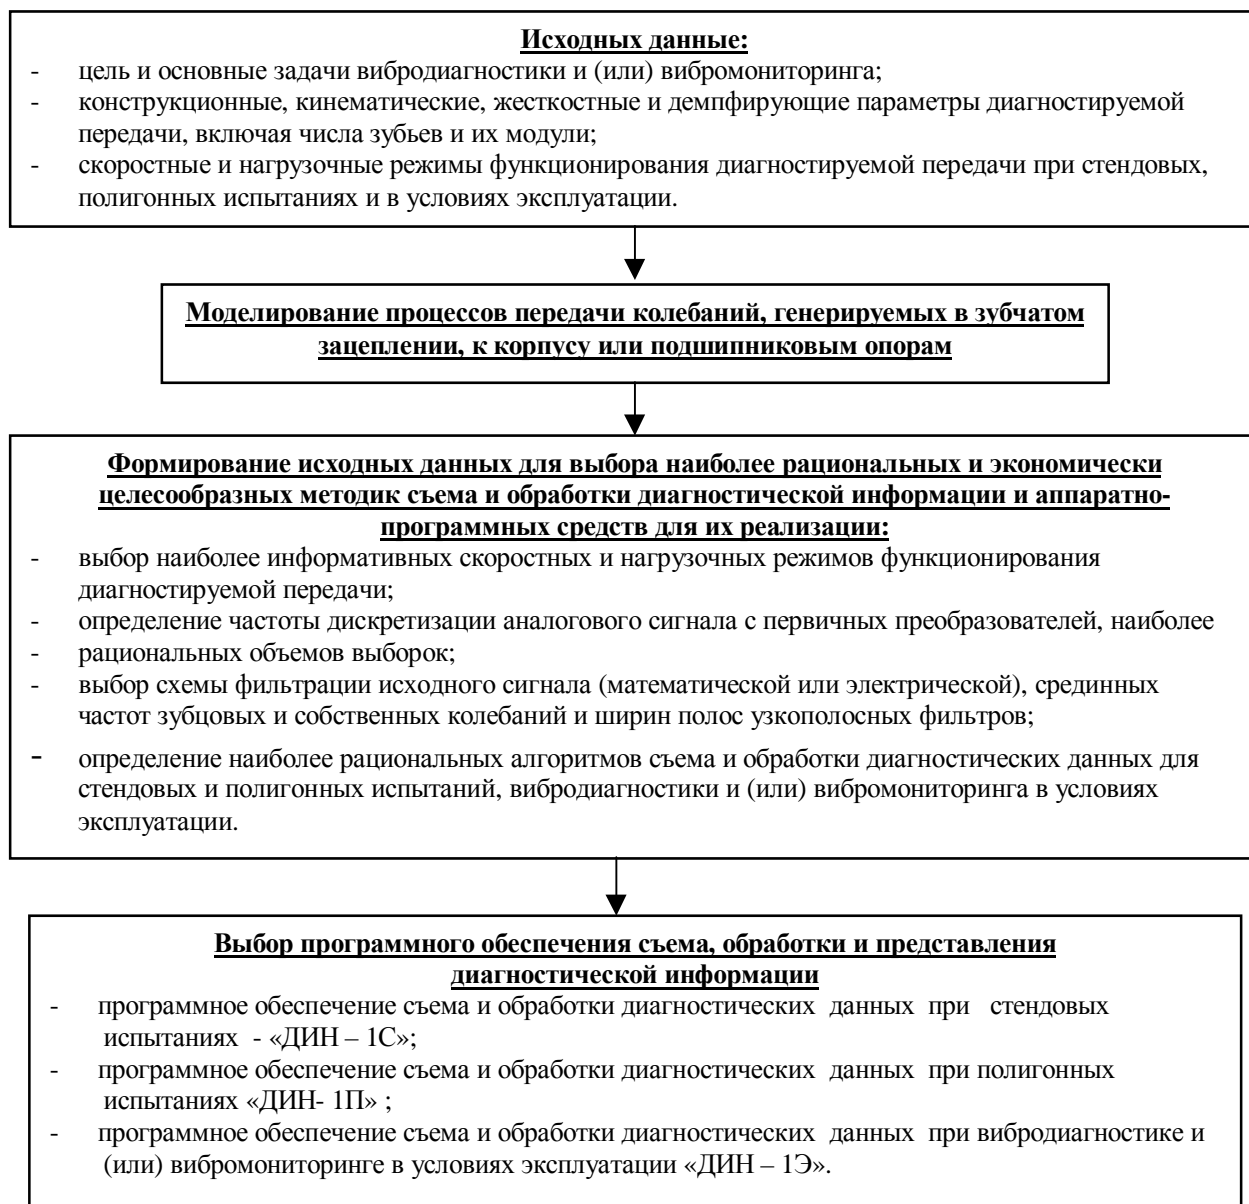 Исходных данные:
- цель и основные задачи вибродиагностики и (или) вибромониторинга;
- конструкционные, кинематические, жесткостные и демпфирующие параметры диагностируемой
передачи, включая числа зубьев и их модули;
- скоростные и нагрузочные режимы функционирования диагностируемой передачи при стендовых,
полигонных испытаниях и в условиях эксплуатации.
Моделирование процессов передачи колебаний, генерируемых в зубчатом
зацеплении, к корпусу или подшипниковым опорам
Формирование исходных данных для выбора наиболее рациональных и экономически
целесообразных методик съема и обработки диагностической информации и аппаратно-
программных средств для их реализации:
- выбор наиболее информативных скоростных и нагрузочных режимов функционирования
диагностируемой передачи;
- определение частоты дискретизации аналогового сигнала с первичных преобразователей, наиболее
- рациональных объемов выборок;
- выбор схемы фильтрации исходного сигнала (математической или электрической), срединных
частот зубцовых и собственных колебаний и ширин полос узкополосных фильтров;
- определение наиболее рациональных алгоритмов съема и обработки диагностических данных для
стендовых и полигонных испытаний, вибродиагностики и (или) вибромониторинга в условиях
эксплуатации.
Выбор программного обеспечения съема, обработки и представления
диагностической информации
- программное обеспечение съема и обработки диагностических данных при стендовых
испытаниях - «ДИН – 1С»;
- программное обеспечение съема и обработки диагностических данных при полигонных
испытаниях «ДИН- 1П» ;
- программное обеспечение съема и обработки диагностических данных при вибродиагностике и
(или) вибромониторинге в условиях эксплуатации «ДИН – 1Э».